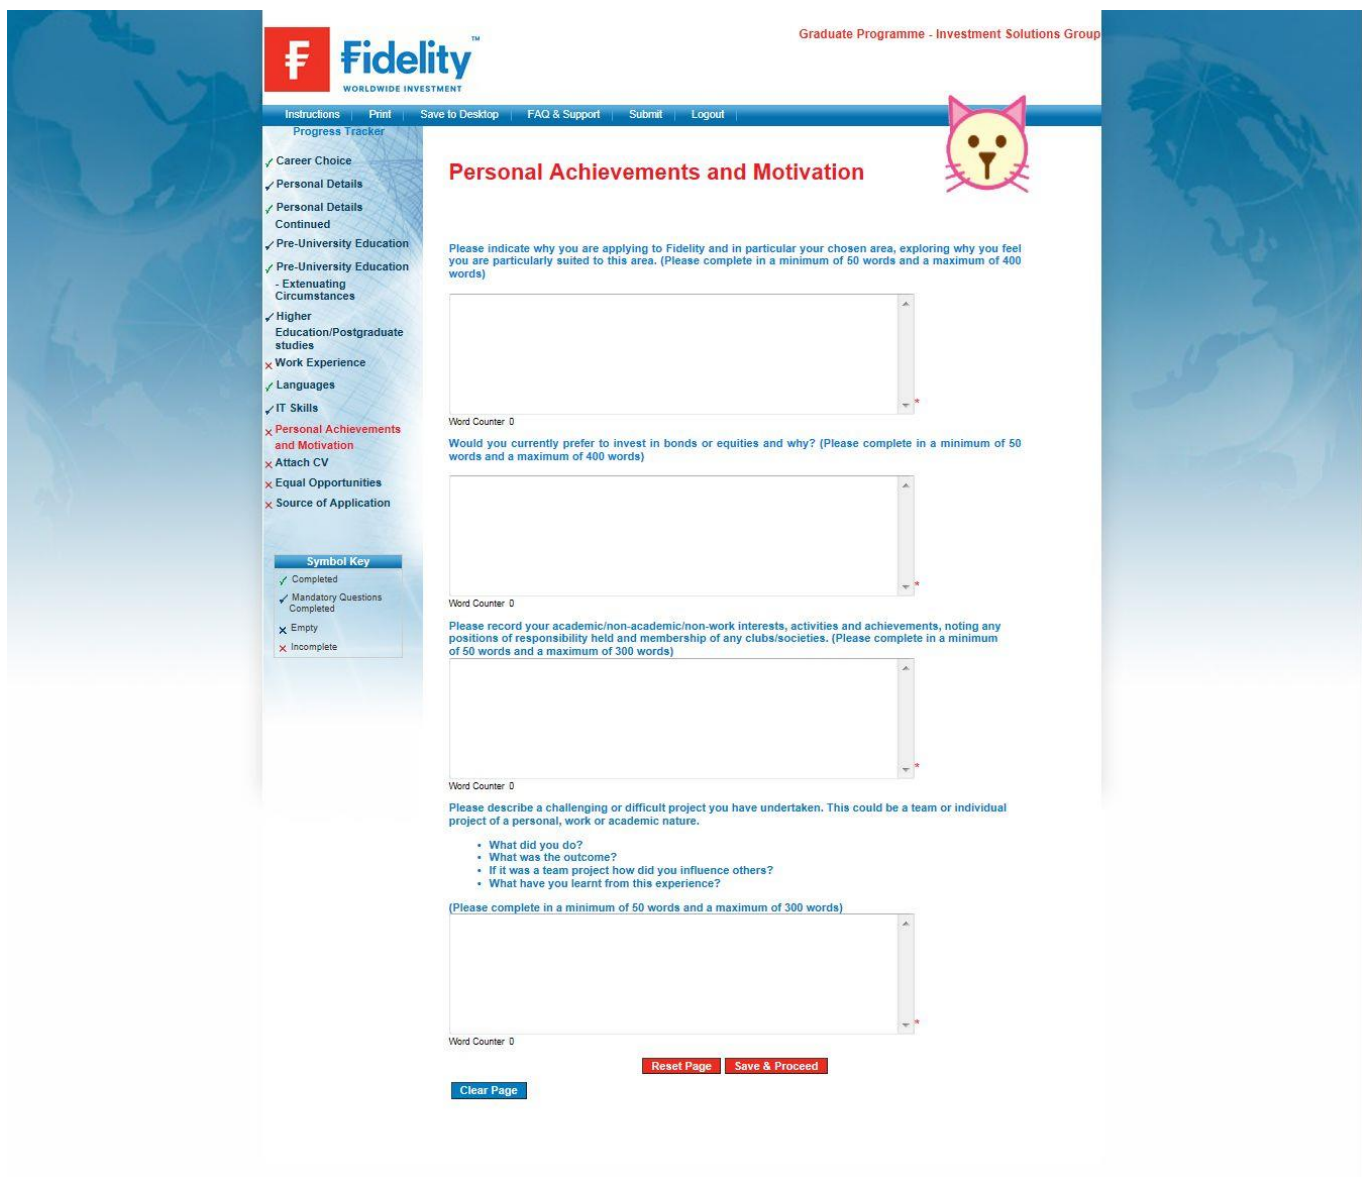 Graduate Programme - Investment Solutions Group
Fidelity™
WORLDWIDE INVESTMENT
Instructions
Print
Save to Desktop
FAQ & Support
Submit
Logout
Progress Tracker
Career Choice
Personal Details
Personal Details
Continued
Pre-University Education
Pre-University Education
- Extenuating
Circumstances
Higher
Education/Postgraduate
studies
Work Experience
Languages
IT Skills
Personal Achievements
and Motivation
Attach CV
Equal Opportunities
Source of Application
Symbol Key
Completed
Mandatory Questions
Completed
Empty
Incomplete
Personal Achievements and Motivation
Please indicate why you are applying to Fidelity and in particular your chosen area, exploring why you feel
you are particularly suited to this area. (Please complete in a minimum of 50 words and a maximum of 400
words)
*
Word Counter 0
Would you currently prefer to invest in bonds or equities and why? (Please complete in a minimum of 50
words and a maximum of 400 words)
*
Word Counter 0
Please record your academic/non-academic/non-work interests, activities and achievements, noting any
positions of responsibility held and membership of any clubs/societies. (Please complete in a minimum
of 50 words and a maximum of 300 words)
*
Word Counter 0
Please describe a challenging or difficult project you have undertaken. This could be a team or individual
project of a personal, work or academic nature.
• What did you do?
• What was the outcome?
• If it was a team project how did you influence others?
• What have you learnt from this experience?
(Please complete in a minimum of 50 words and a maximum of 300 words)
*
Word Counter 0
Reset Page
Save & Proceed
Clear Page